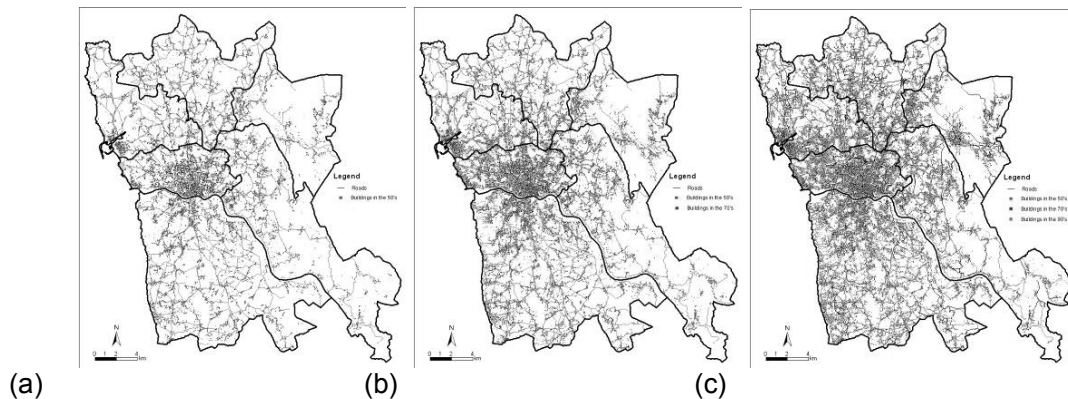 Legend
Roads
Buildings in the 50's
N
0 1 2 4
km
(a)
Legend
Roads
Buildings in the 50's
Buildings in the 70's
N
0 1 2 4
km
(b)
Legend
Roads
Buildings in the 50's
Buildings in the 70's
Buildings in the 90's
N
0 1 2 4
km
(c)